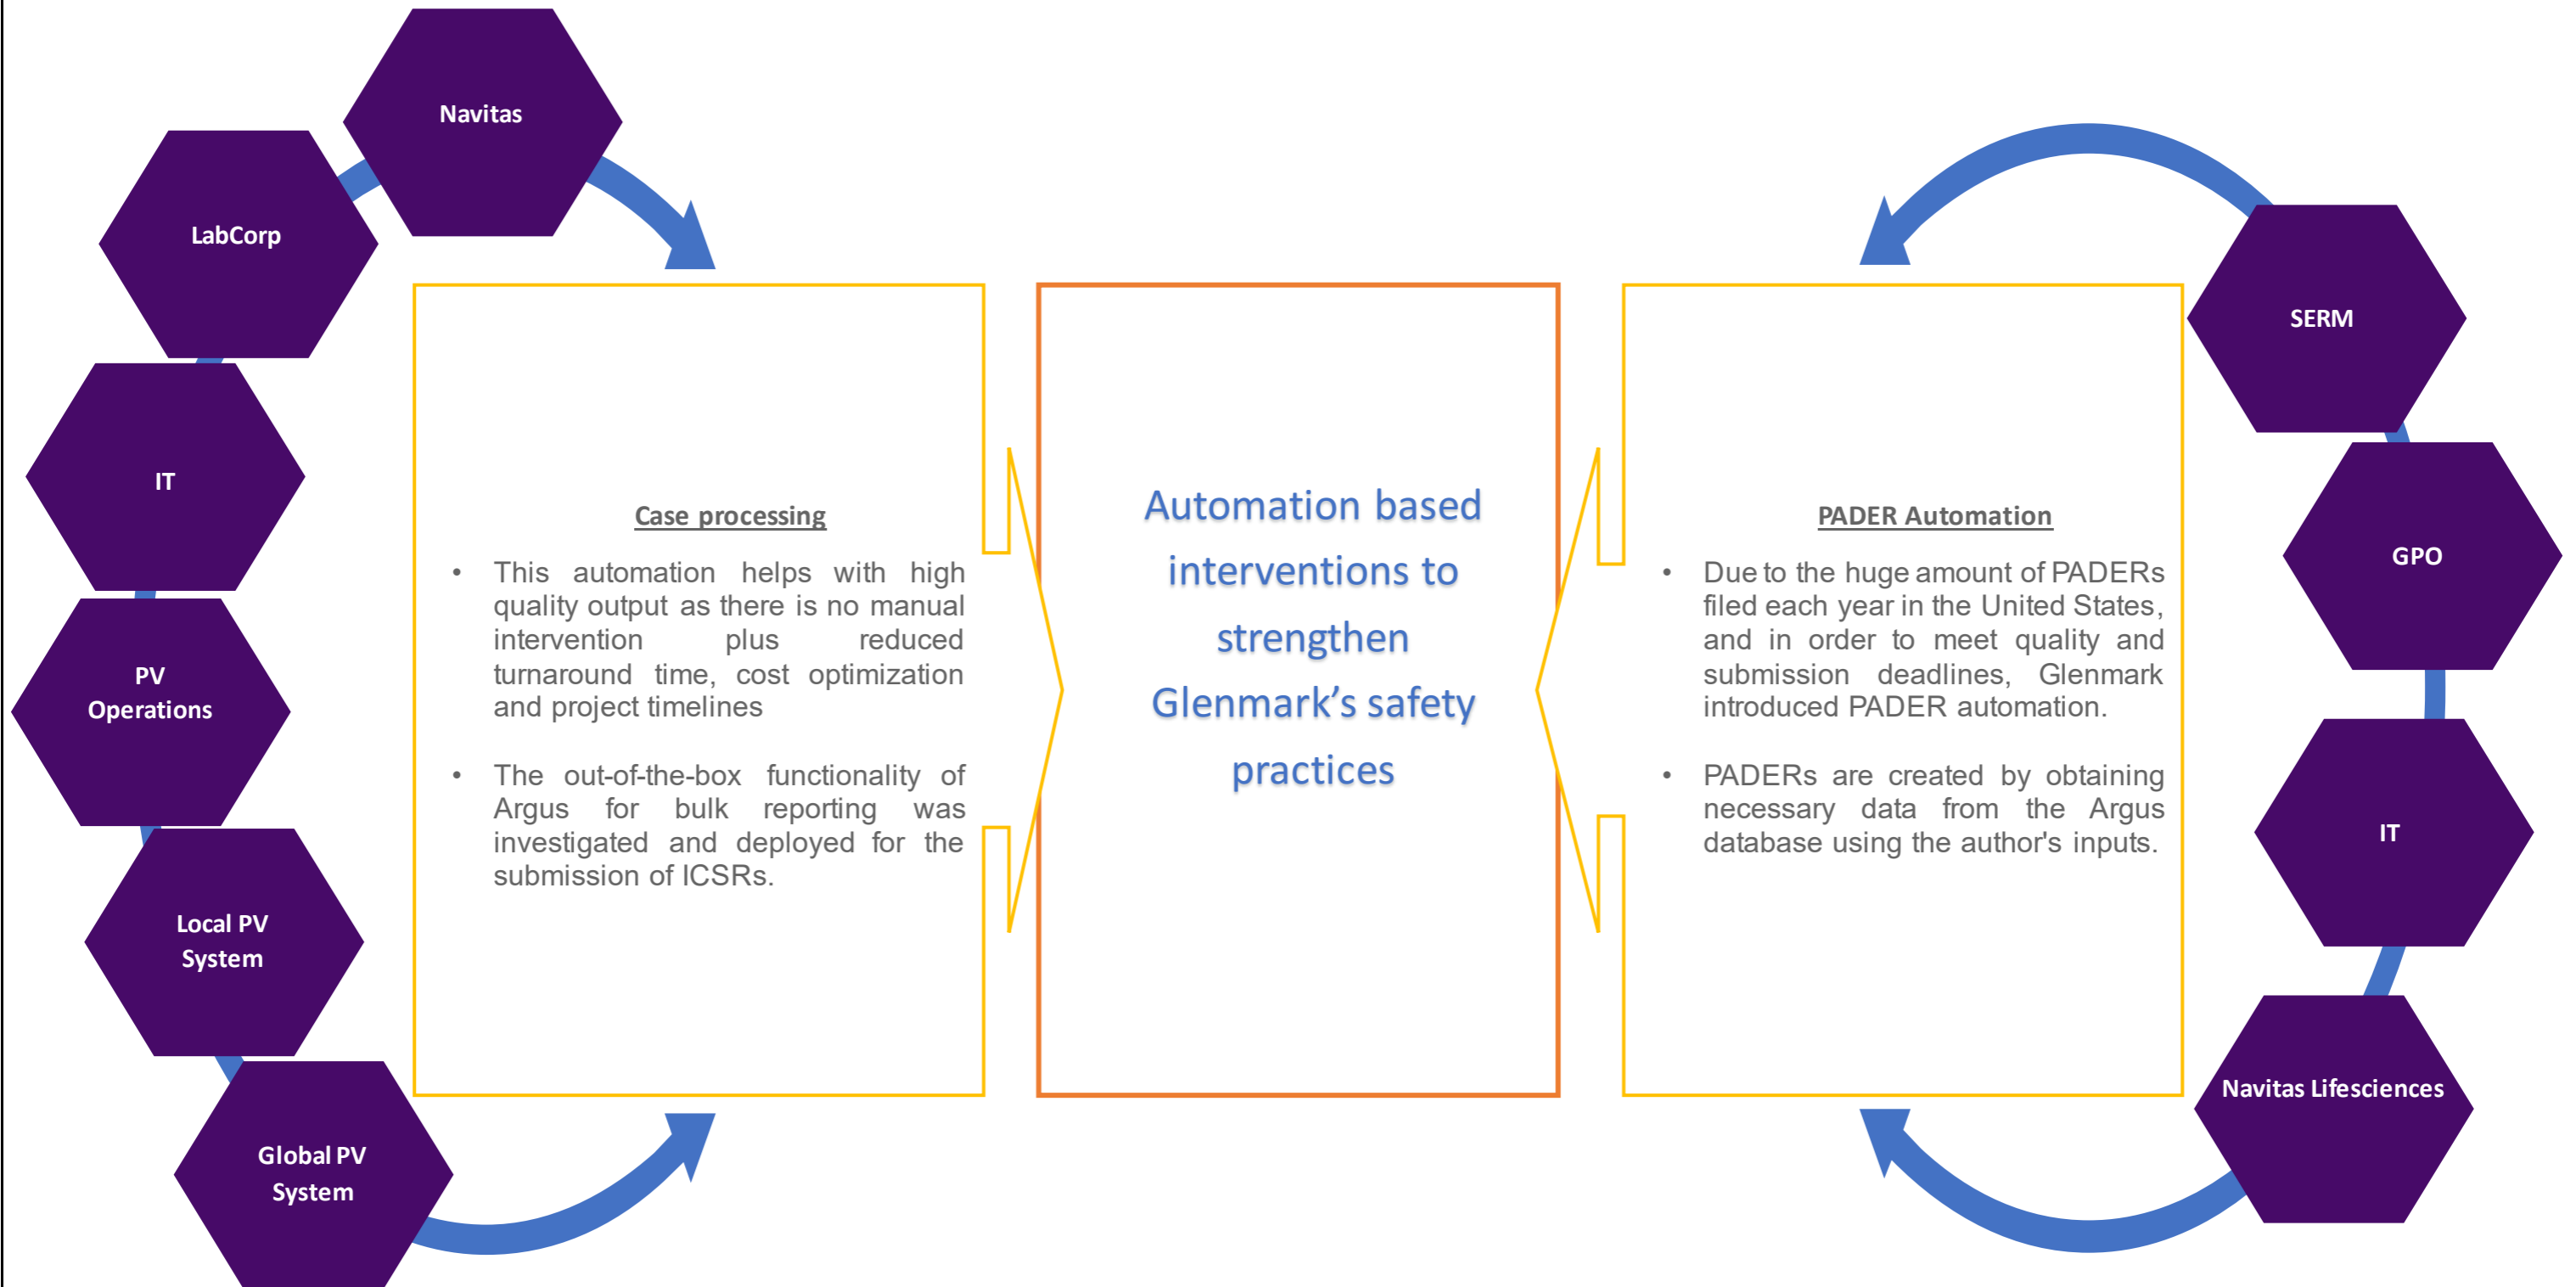 Navitas
LabCorp
IT
PV
Operations
Local PV
System
Global PV
System
Case processing
• This automation helps with high
quality output as there is no manual
intervention plus reduced
turnaround time, cost optimization
and project timelines
• The out-of-the-box functionality of
Argus for bulk reporting was
investigated and deployed for the
submission of ICSRs.
Automation based
interventions to
strengthen
Glenmark’s safety
practices
PADER Automation
• Due to the huge amount of PADERs
filed each year in the United States,
and in order to meet quality and
submission deadlines, Glenmark
introduced PADER automation.
• PADERs are created by obtaining
necessary data from the Argus
database using the author's inputs.
SERM
GPO
IT
Navitas Lifesciences